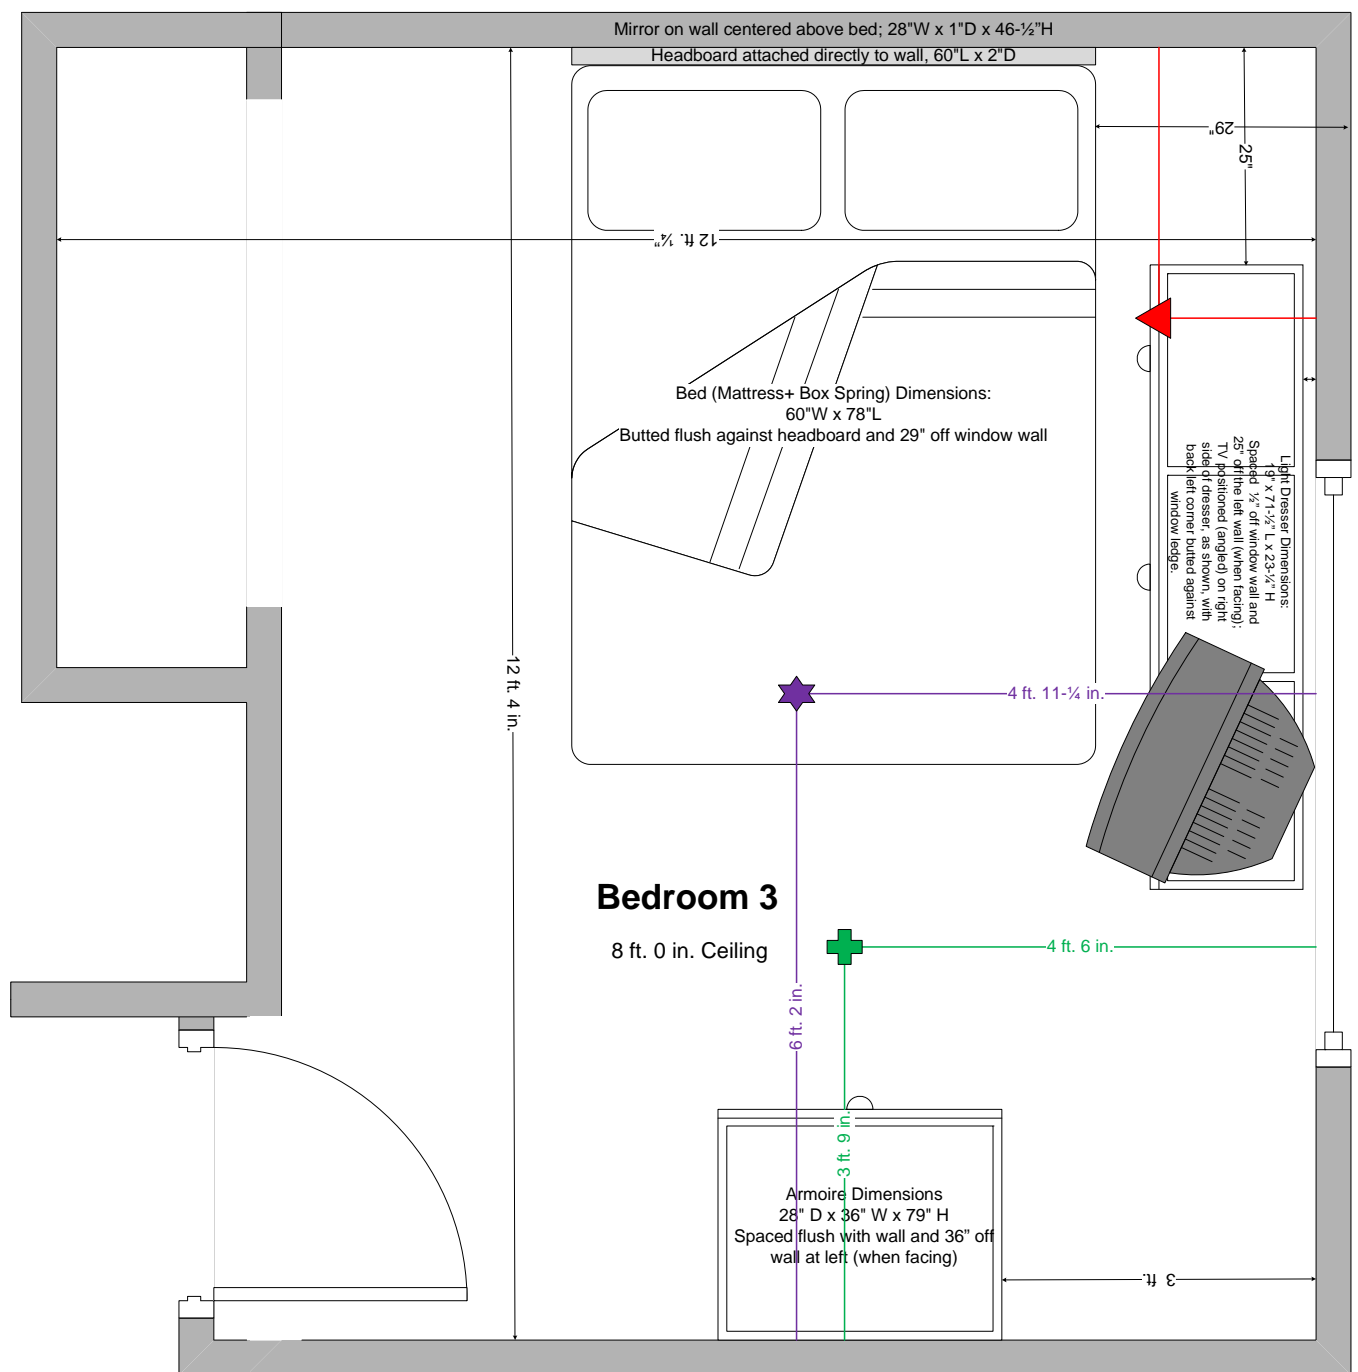 Mirror on wall centered above bed; 28"W x 1"D x 46-½”H
Headboard attached directly to wall, 60"L x 2"D
29"
25"
12 ft. ¼”
Bed (Mattress+ Box Spring) Dimensions:
60"W x 78"L
Butted flush against headboard and 29" off window wall
Light Dresser Dimensions:
19" x 71-½” L x 23-¼” H
Spaced ½” off window wall and
25" off the left wall (when facing);
TV positioned (angled) on right
side of dresser, as shown, with
back left corner butted against
window ledge.
12 ft. 4 in.
4 ft. 11-¼ in.
Bedroom 3
8 ft. 0 in. Ceiling
4 ft. 6 in.
6 ft. 2 in.
3 ft. 9 in.
Armoire Dimensions
28" D x 36" W x 79" H
Spaced flush with wall and 36” off
wall at left (when facing)
3 ft.